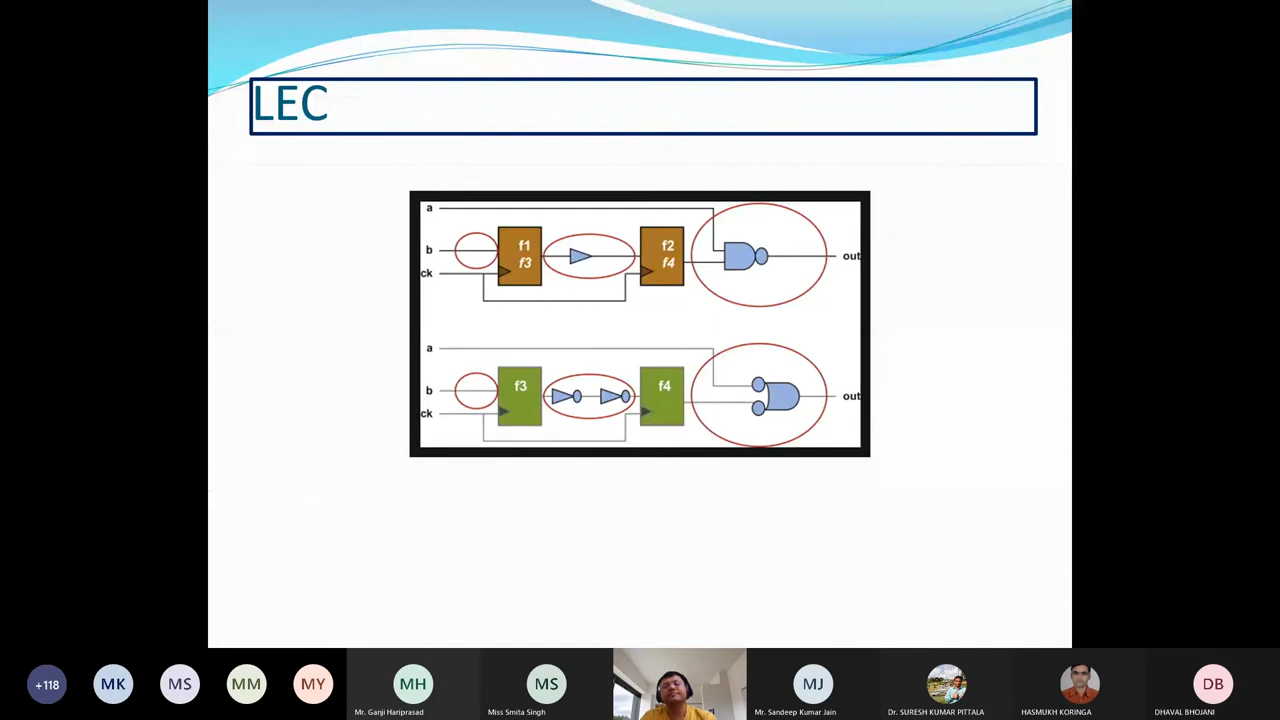 LEC
a
b
ck
f1
f3
f2
f4
out
a
b
ck
f3
f4
out
+118
MK
MS
MM
MY
MH
MS
MJ
DB
Mr. Ganji Hariprasad
Miss Smita Singh
Mr. Sandeep Kumar Jain
Dr. SURESH KUMAR PITTALA
HASMUKH KORINGA
DHAVAL BHOJANI